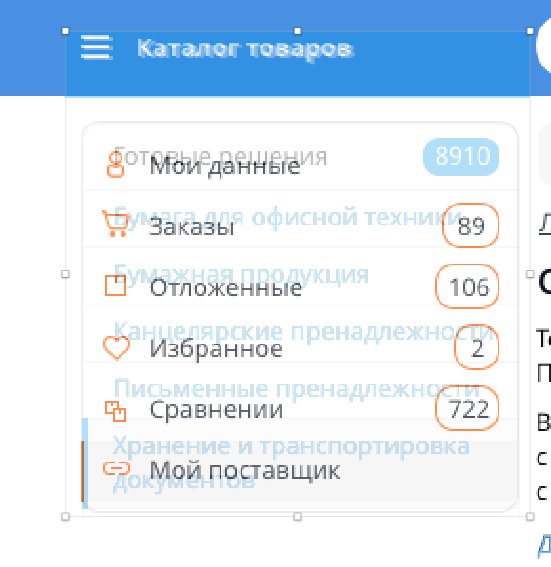 Каталог товаров
Готовые решения 8910
Мои данные
Бумага для офисной техники
Заказы 89
Бумажная продукция
Отложенные 106
Канцелярские пренадлежности
Избранное 2
Письменные пренадлежности
Сравнении 722
Хранение и транспортировка
Мой поставщик
документов